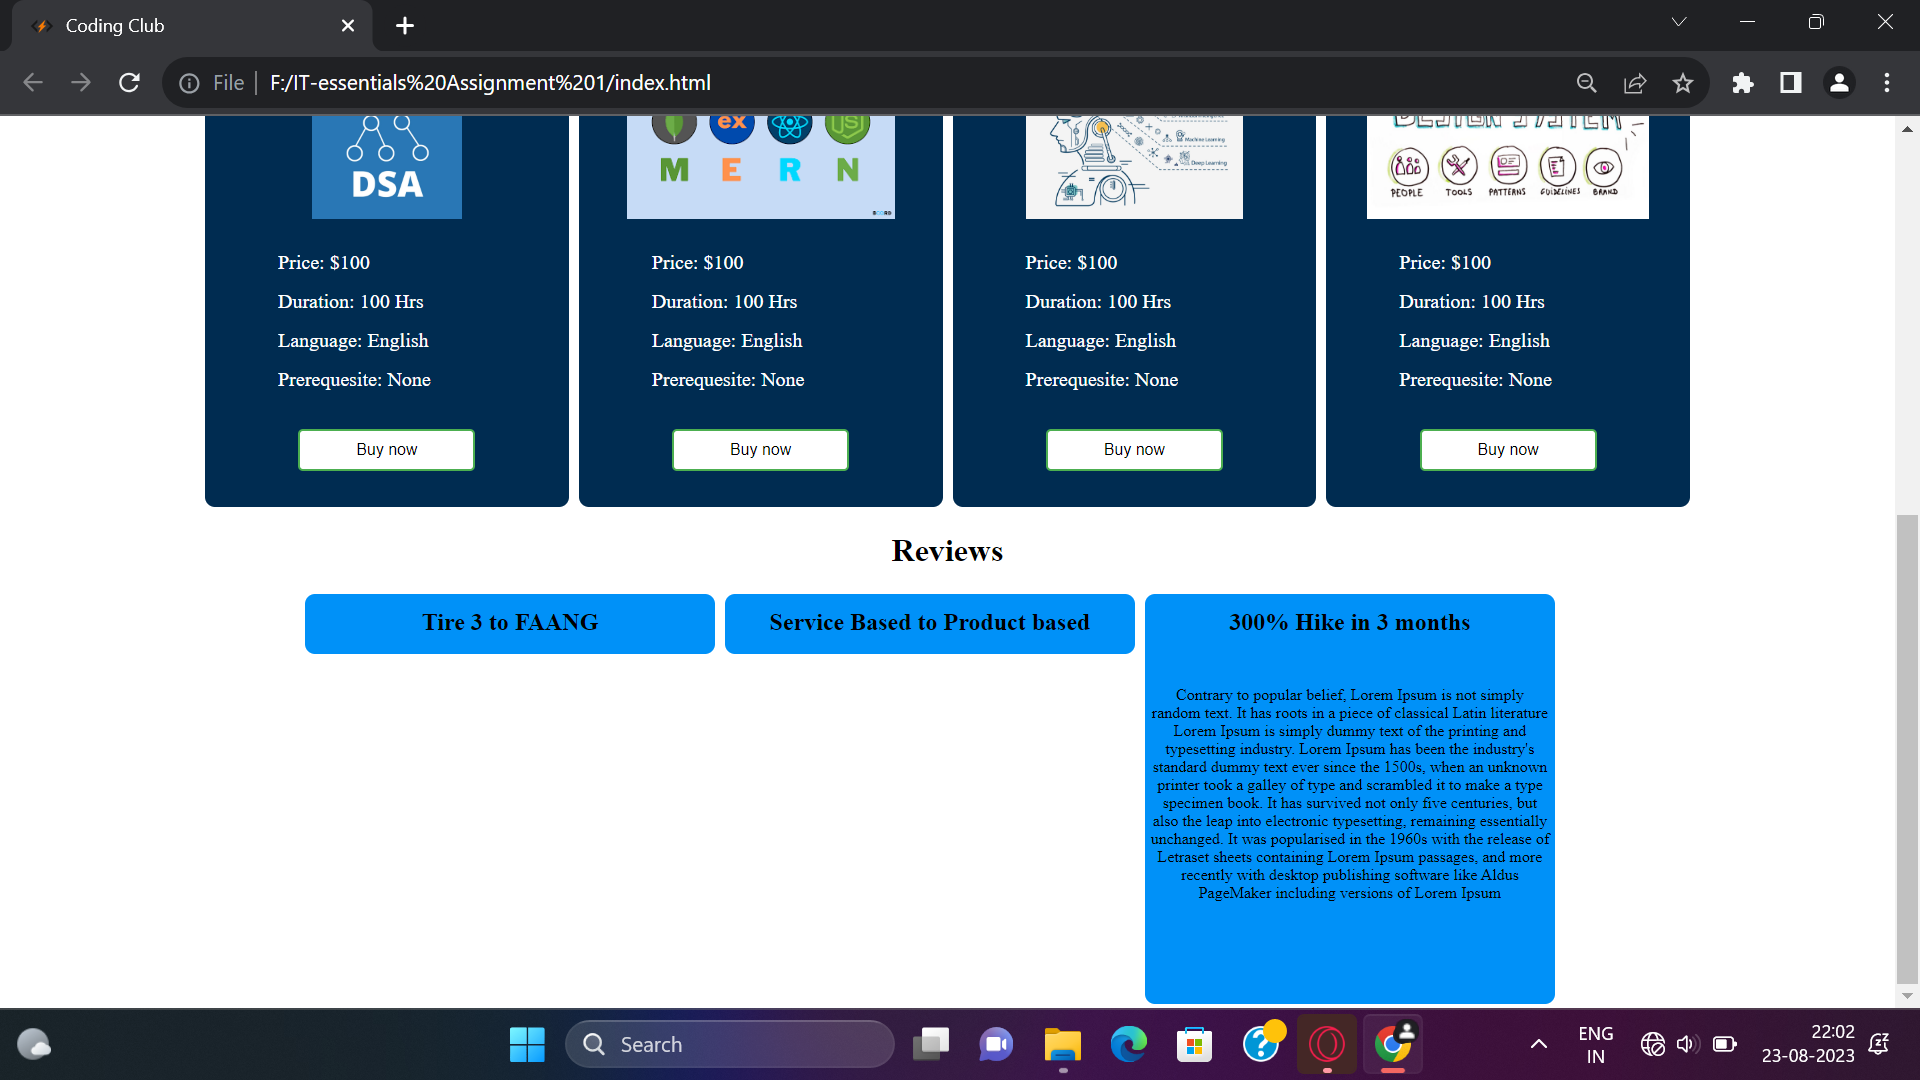 Coding Club
File
F:/IT-essentials%20Assignment%201/index.html
DSA
ex
JS
M E R N
Machine Learning
Deep Learning
DESIGN SYSTEM
PEOPLE TOOLS PATTERNS GUIDELINES BRAND
Price: $100
Duration: 100 Hrs
Language: English
Prerequesite: None
Buy now
Price: $100
Duration: 100 Hrs
Language: English
Prerequesite: None
Buy now
Price: $100
Duration: 100 Hrs
Language: English
Prerequesite: None
Buy now
Price: $100
Duration: 100 Hrs
Language: English
Prerequesite: None
Buy now
Reviews
Tire 3 to FAANG
Service Based to Product based
300% Hike in 3 months
Contrary to popular belief, Lorem Ipsum is not simply
random text. It has roots in a piece of classical Latin literature
Lorem Ipsum is simply dummy text of the printing and
typesetting industry. Lorem Ipsum has been the industry's
standard dummy text ever since the 1500s, when an unknown
printer took a galley of type and scrambled it to make a type
specimen book. It has survived not only five centuries, but
also the leap into electronic typesetting, remaining essentially
unchanged. It was popularised in the 1960s with the release of
Letraset sheets containing Lorem Ipsum passages, and more
recently with desktop publishing software like Aldus
PageMaker including versions of Lorem Ipsum
Search
ENG
IN
22:02
23-08-2023